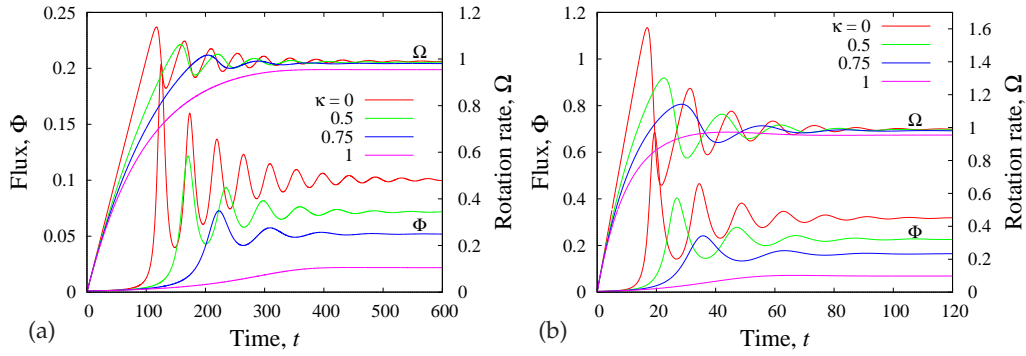 0.25
0.2
0.15
0.1
0.05
0
Flux, Φ
1.2
1
0.8
0.6
0.4
0.2
0
Rotation rate, Ω
Ω
κ = 0
0.5
0.75
1
Φ
0 100 200 300 400 500 600
Time, t
(a)
1.2
1
0.8
0.6
0.4
0.2
0
Flux, Φ
1.6
1.4
1.2
1
0.8
0.6
0.4
0.2
0
Rotation rate, Ω
κ = 0
0.5
0.75
1
Ω
Φ
0 20 40 60 80 100 120
Time, t
(b)